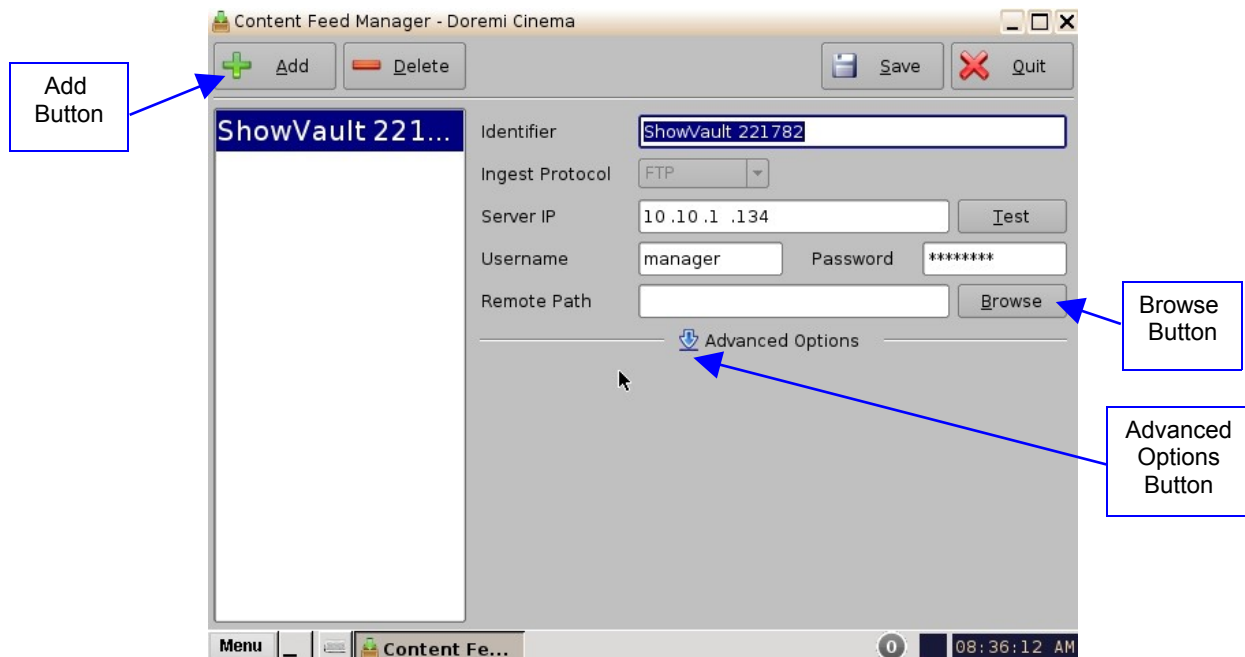 Content Feed Manager - Doremi Cinema
Add
Delete
Save
Quit
Add
Button
ShowVault 221...
Identifier
ShowVault 221782
Ingest Protocol
FTP
Server IP
10 .10 .1 .134
Test
Username
manager
Password
********
Remote Path
Browse
Browse
Button
Advanced Options
Advanced
Options
Button
Menu
Content Fe...
0
08:36:12 AM